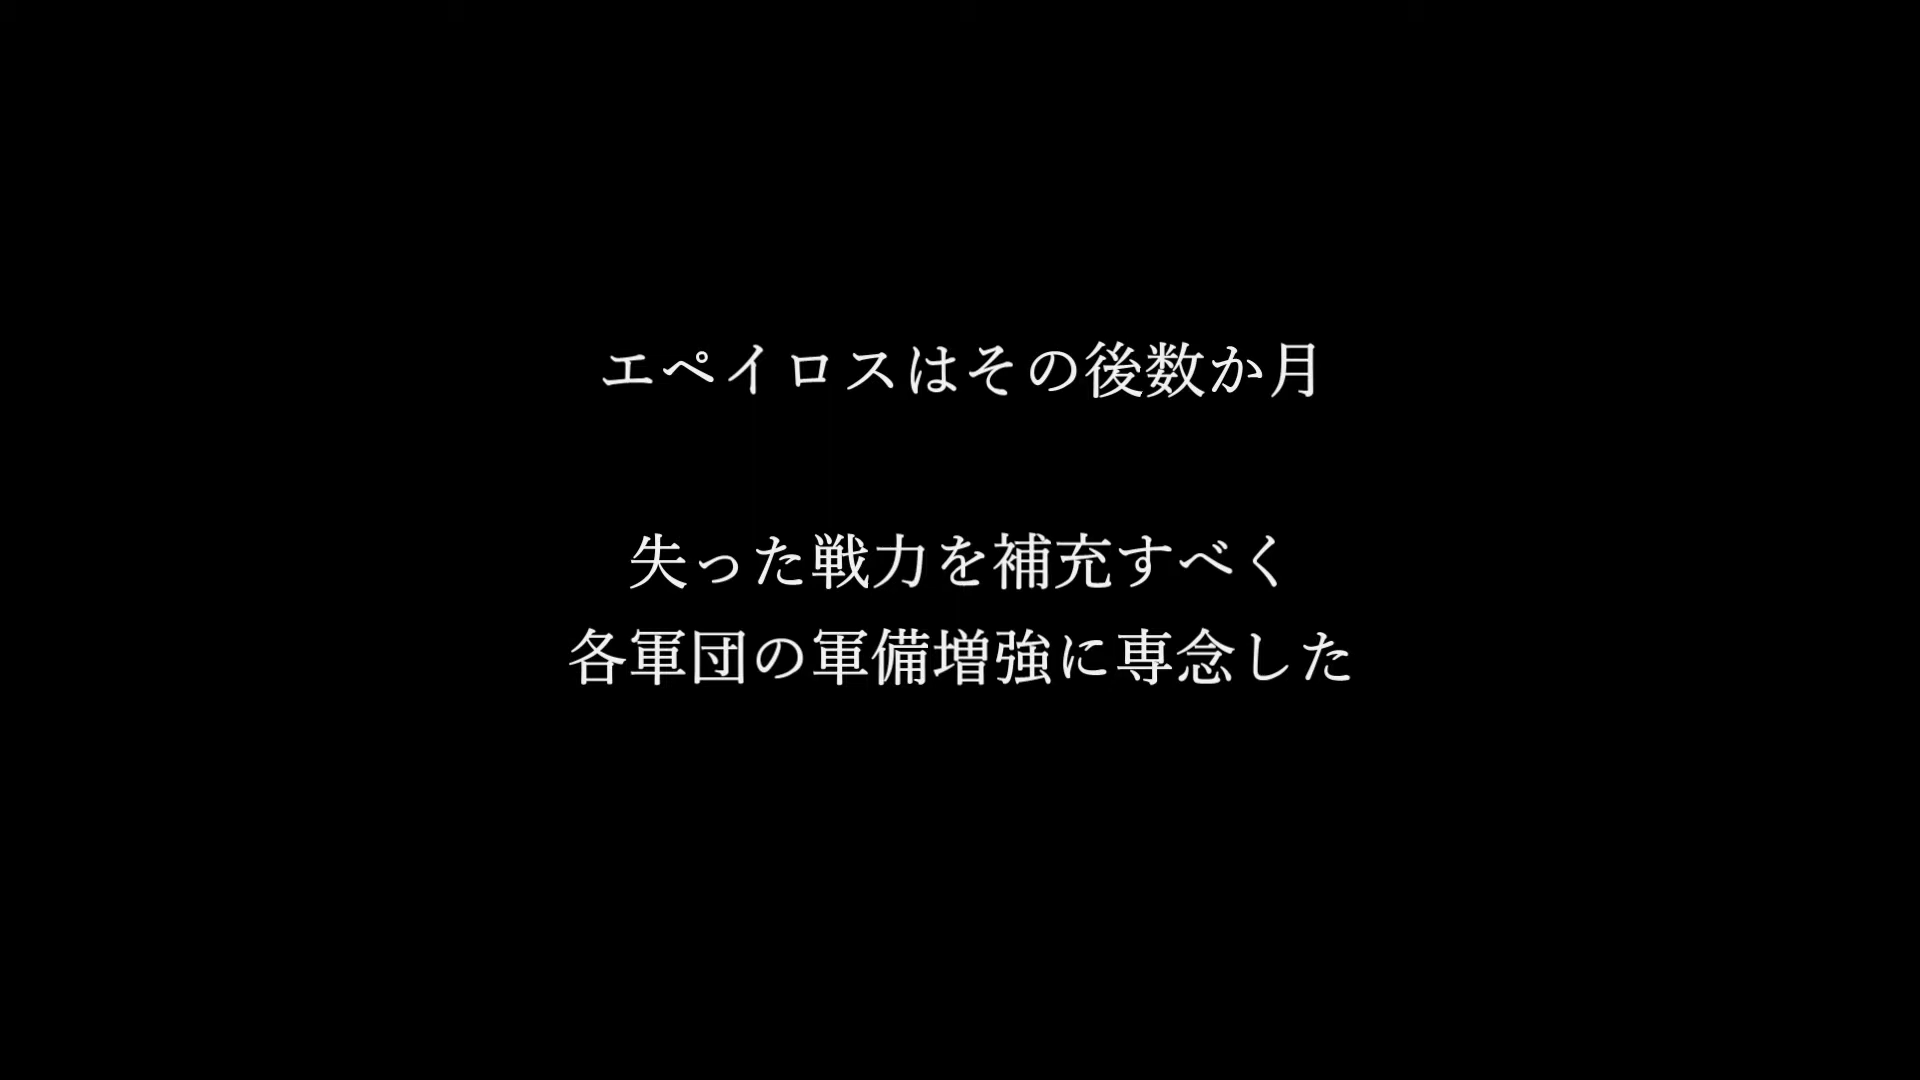 エペイロスはその後数か月
失った戦力を補充すべく
各軍団の軍備増強に専念した